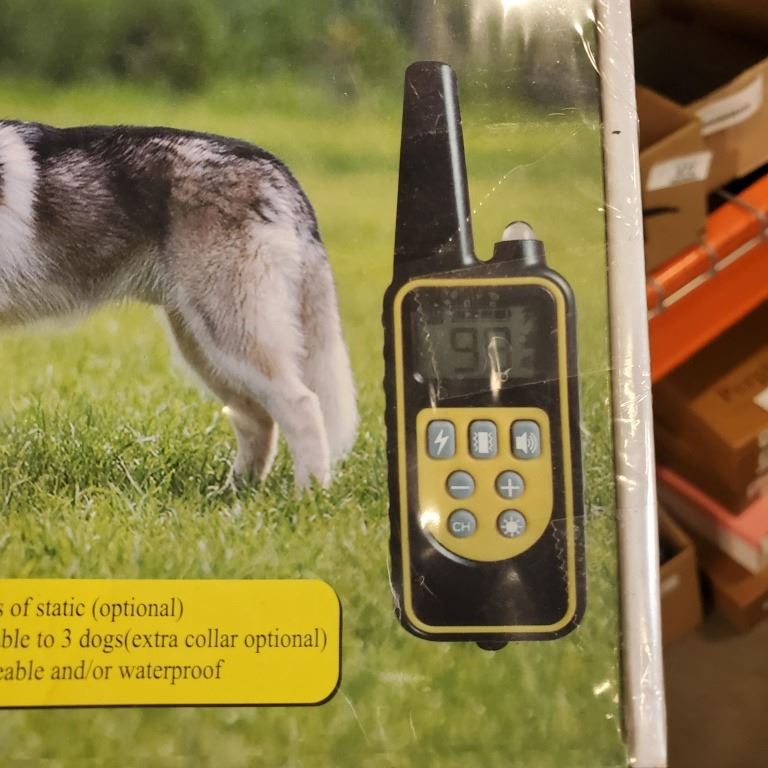 CH
s of static (optional)
ble to 3 dogs(extra collar optional)
eable and/or waterproof